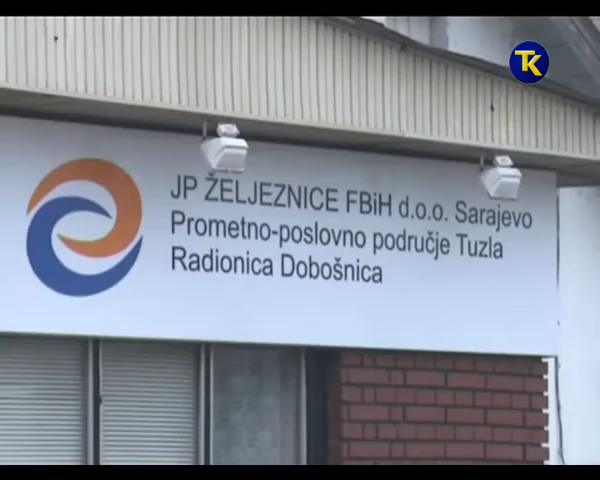 TK
JP ŽELJEZNICE FBiH d.o.o. Sarajevo
Prometno-poslovno područje Tuzla
Radionica Dobošnica